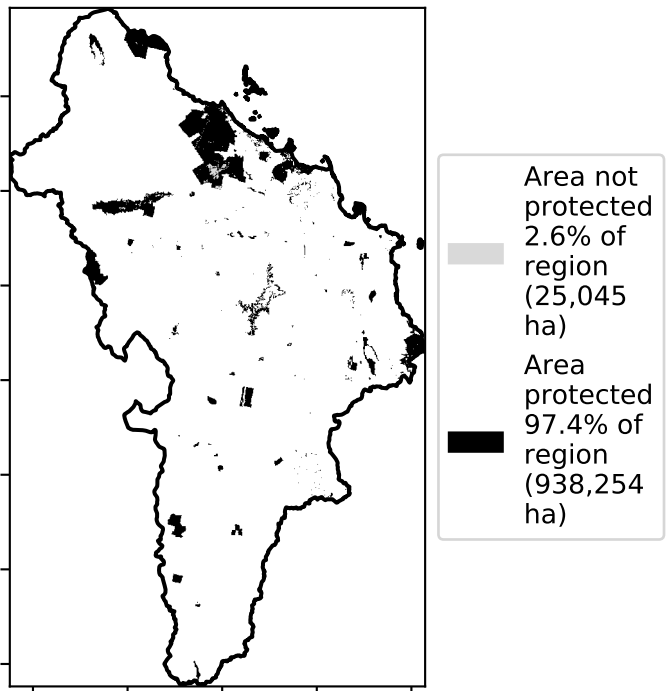 Area not
protected
2.6% of
region
(25,045
ha)
Area
protected
97.4% of
region
(938,254
ha)